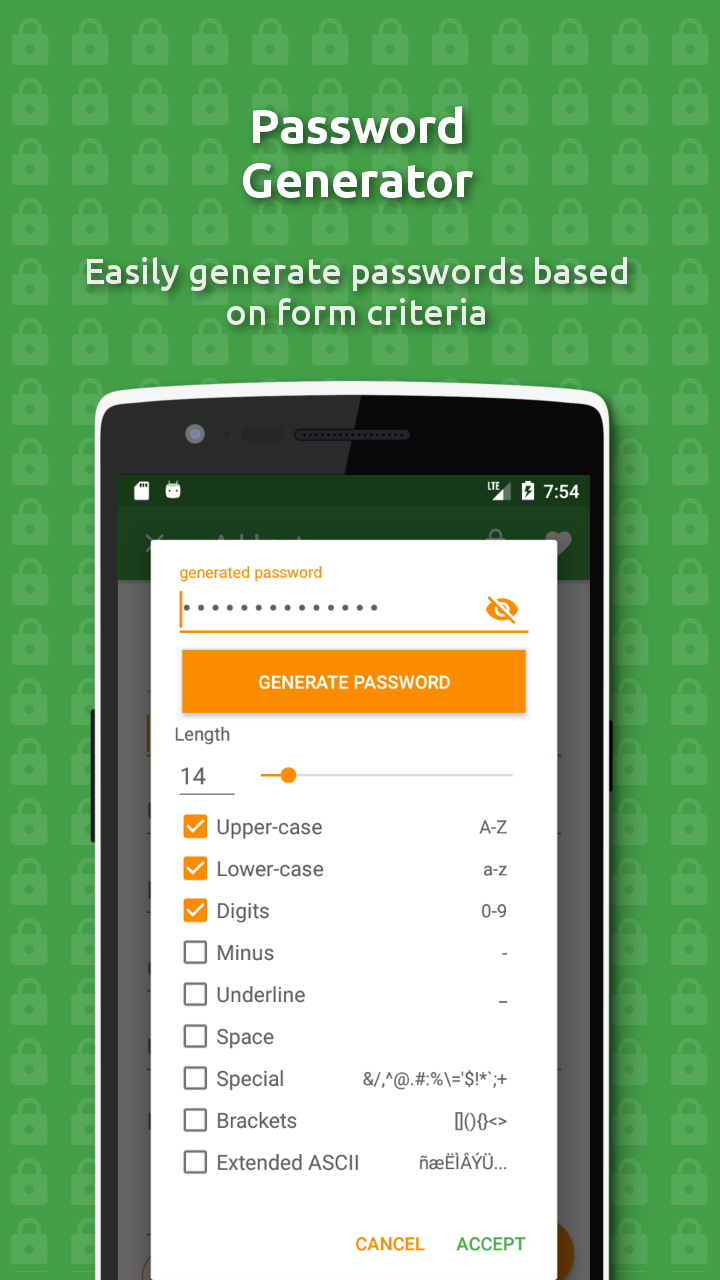 Password
Generator
Easily generate passwords based
on form criteria
LTE 7:54
generated password
••••••••••••••
GENERATE PASSWORD
Length
14
Upper-case A-Z
Lower-case a-z
Digits 0-9
Minus -
Underline _
Space
Special &/,^@.#:%\='$!*`;+
Brackets [](){}<>
Extended ASCII ñæËÌÂÝÜ...
CANCEL ACCEPT